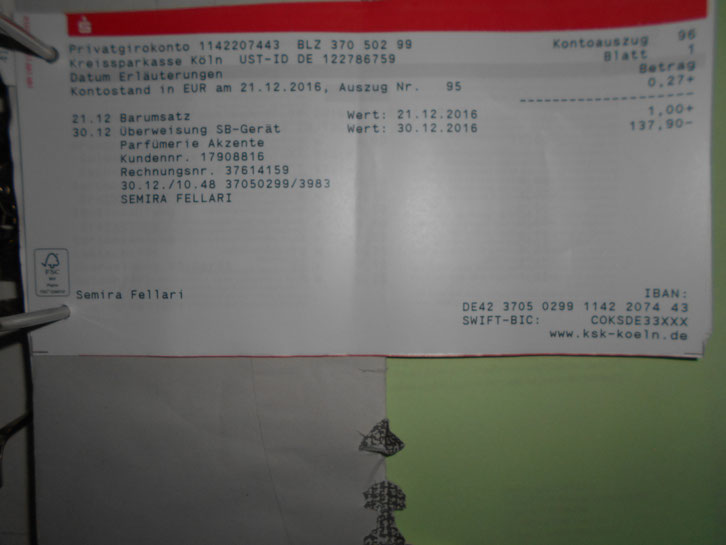 Privatgirokonto 1142207443 BLZ 370 502 99 Kontoauszug 96
Kreissparkasse Köln UST-ID DE 122786759 Blatt 1
Datum Erläuterungen Betrag
Kontostand in EUR am 21.12.2016, Auszug Nr. 95 0,27+
21.12 Barumsatz Wert: 21.12.2016 1,00+
30.12 Überweisung SB-Gerät Wert: 30.12.2016 137,90-
Parfümerie Akzente
Kundennr. 17908816
Rechnungsnr. 37614159
30.12./10.48 37050299/3983
SEMIRA FELLARI
Semira Fellari
IBAN:
DE42 3705 0299 1142 2074 43
SWIFT-BIC: COKSDE33XXX
www.ksk-koeln.de